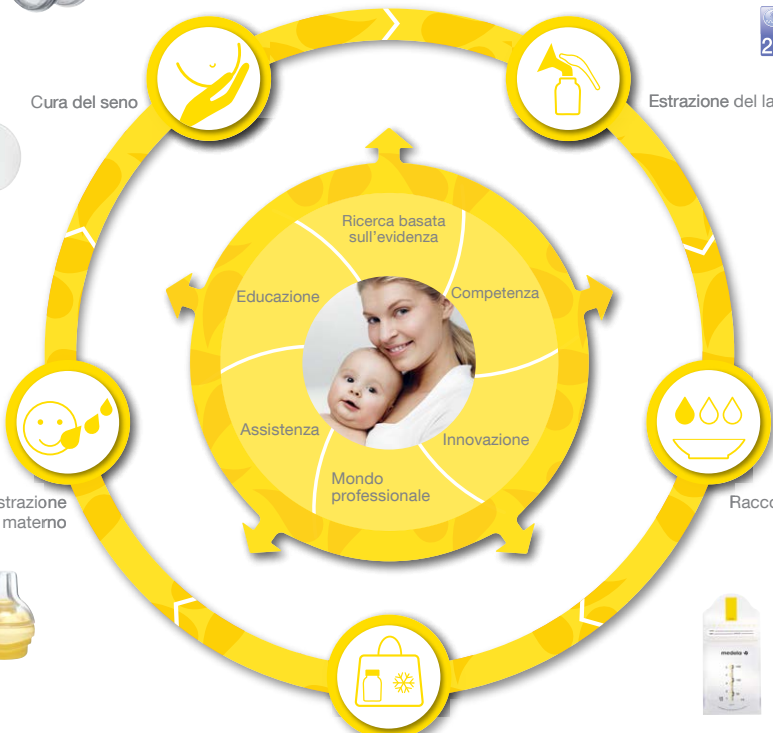 2
Cura del seno
Estrazione del la
Ricerca basata
sull'evidenza
Educazione
Competenza
Assistenza
Innovazione
Mondo
professionale
strazione
materno
Racco
medela